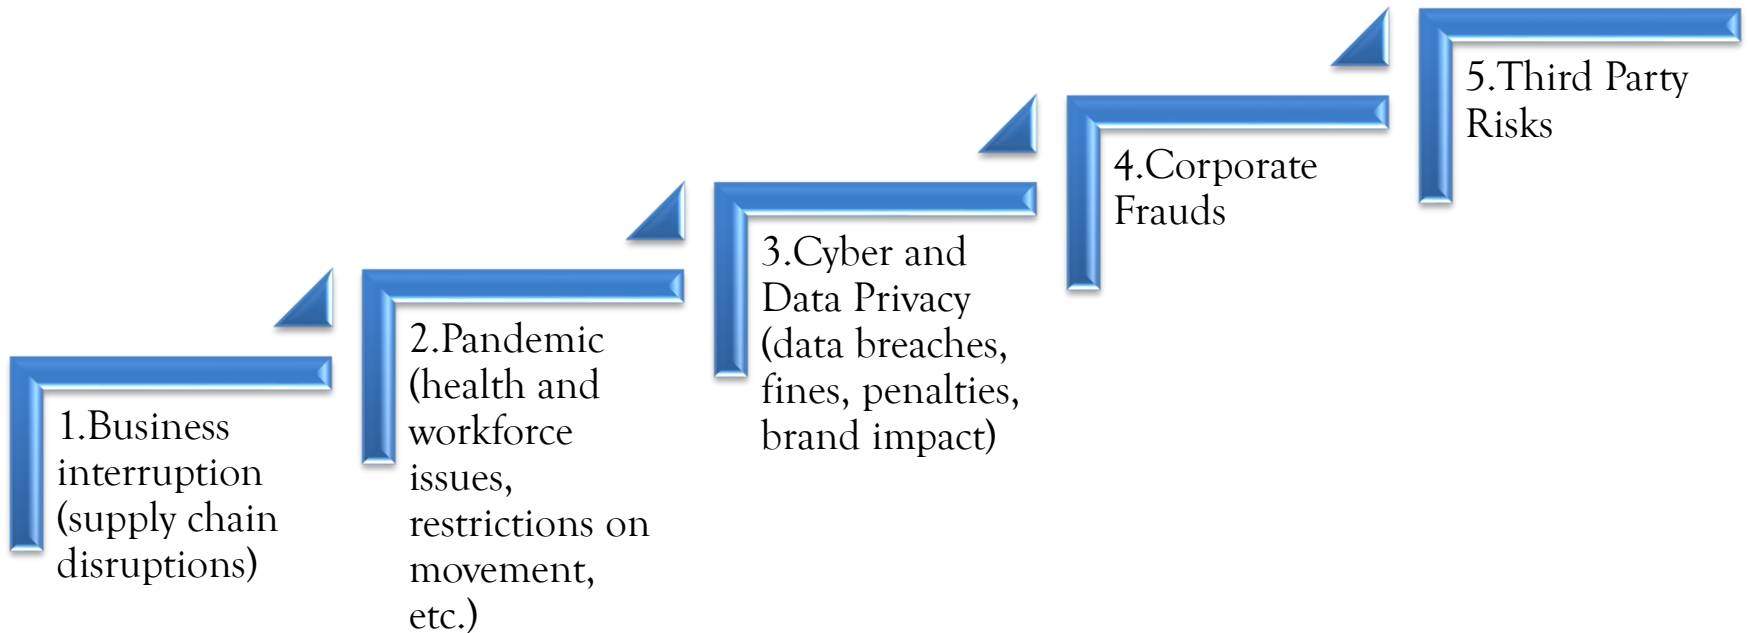 1.Business
interruption
(supply chain
disruptions)
2.Pandemic
(health and
workforce
issues,
restrictions on
movement,
etc.)
3.Cyber and
Data Privacy
(data breaches,
fines, penalties,
brand impact)
4.Corporate
Frauds
5.Third Party
Risks